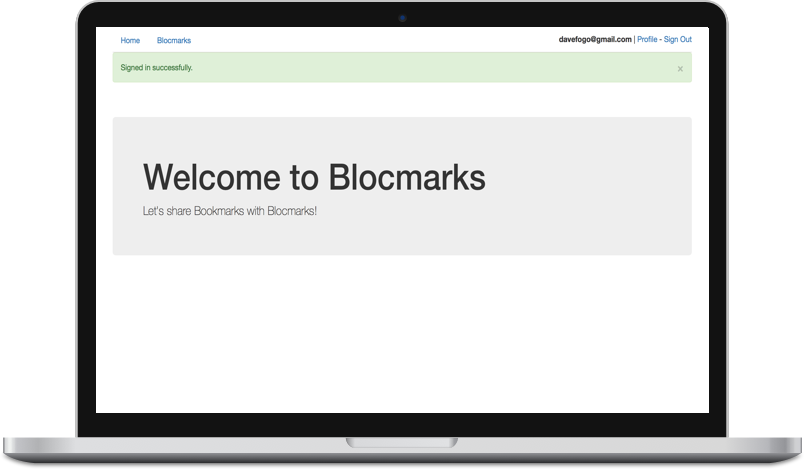 Home Blocmarks davefogo@gmail.com | Profile - Sign Out
Signed in successfully. ×
Welcome to Blocmarks
Let's share Bookmarks with Blocmarks!